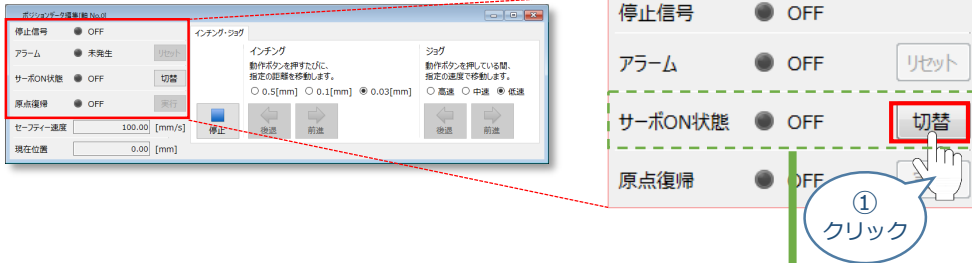 ポジションデータ編集(軸 No.0)
停止信号 OFF
アラーム 未発生 リセット
サーボON状態 OFF 切替
原点復帰 OFF 実行
セーフティー速度 100.00 [mm/s]
現在位置 0.00 [mm]
インチング・ジョグ
インチング
動作ボタンを押すたびに、
指定の距離を移動します。
0.5[mm] 0.1[mm] 0.03[mm]
停止 後退 前進
ジョグ
動作ボタンを押している間、
指定の速度で移動します。
高速 中速 低速
後退 前進
停止信号 OFF
アラーム OFF リセット
サーボON状態 OFF 切替
原点復帰 OFF
①
クリック